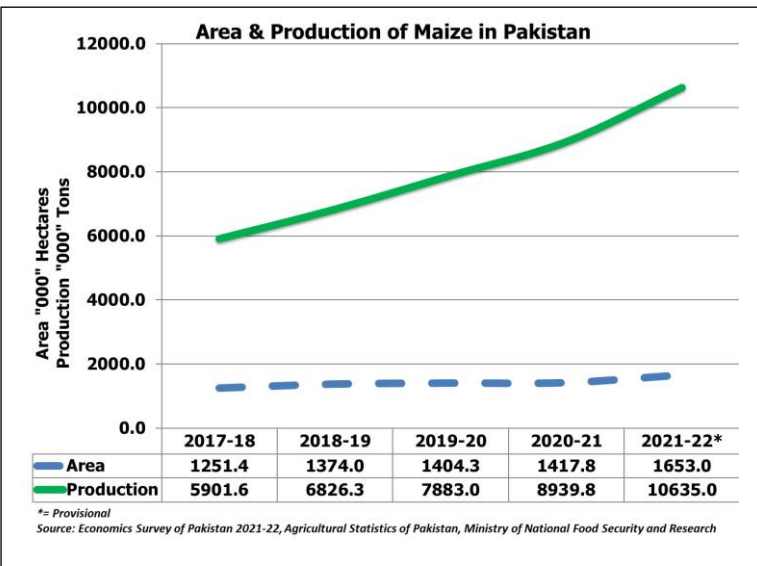 Area & Production of Maize in Pakistan
12000.0
10000.0
8000.0
6000.0
4000.0
2000.0
0.0
Area "000" Hectares
Production "000" Tons
2017-18 2018-19 2019-20 2020-21 2021-22*
Area 1251.4 1374.0 1404.3 1417.8 1653.0
Production 5901.6 6826.3 7883.0 8939.8 10635.0
*= Provisional
Source: Economics Survey of Pakistan 2021-22, Agricultural Statistics of Pakistan, Ministry of National Food Security and Research